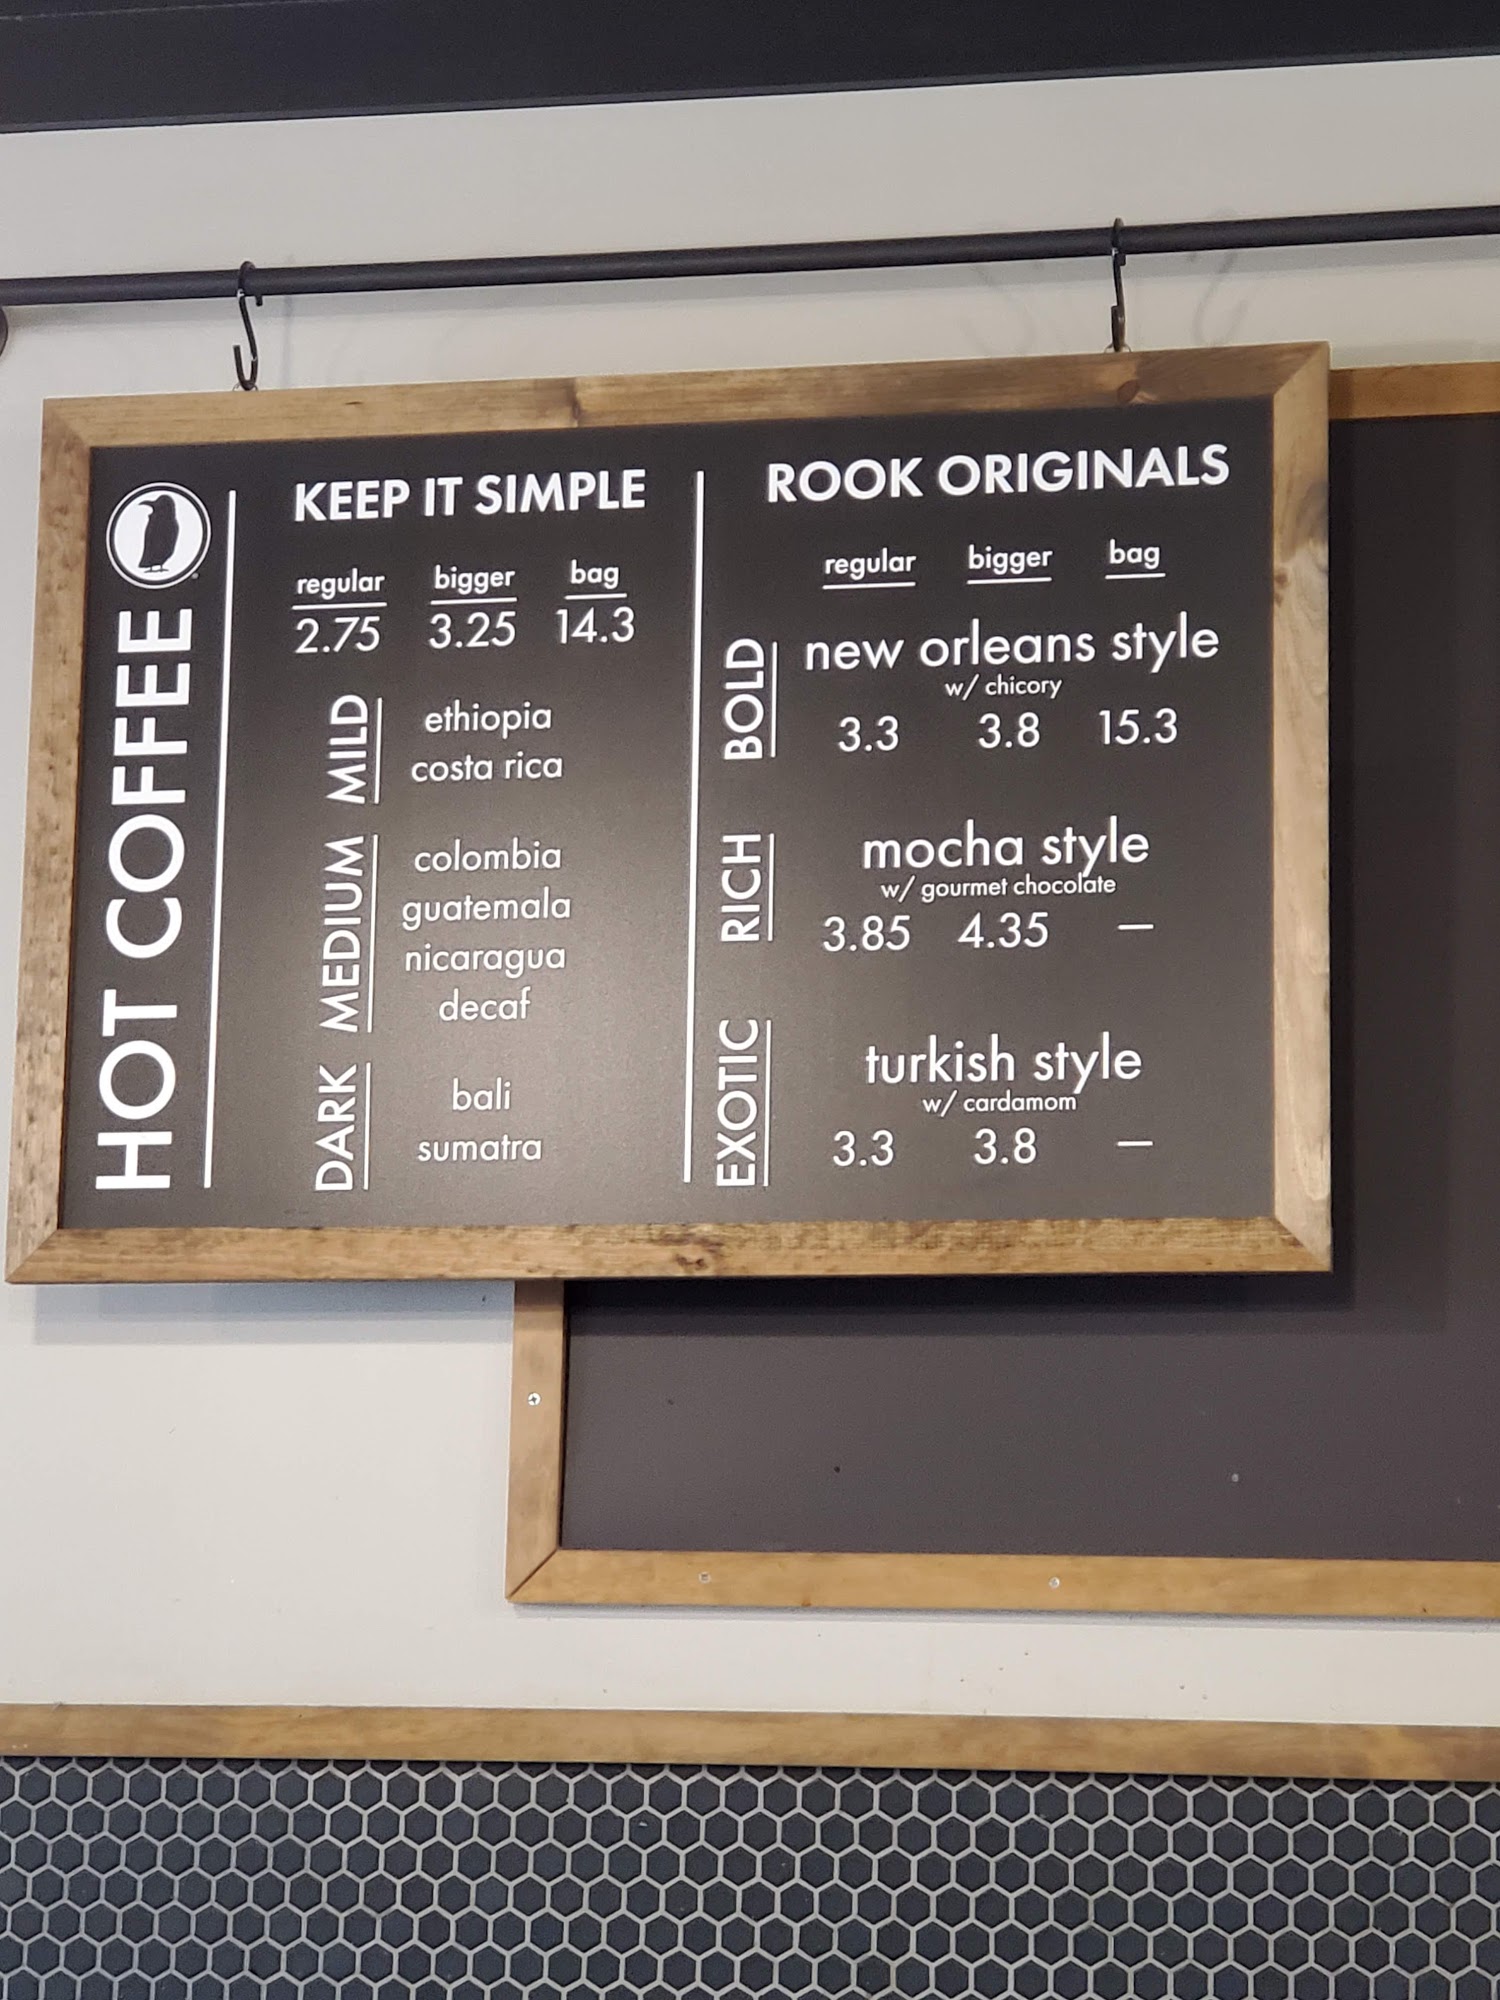 HOT COFFEE
KEEP IT SIMPLE
regular bigger bag
2.75 3.25 14.3
MILD
ethiopia
costa rica
MEDIUM
colombia
guatemala
nicaragua
decaf
DARK
bali
sumatra
ROOK ORIGINALS
regular bigger bag
BOLD
new orleans style
w/ chicory
3.3 3.8 15.3
RICH
mocha style
w/ gourmet chocolate
3.85 4.35 —
EXOTIC
turkish style
w/ cardamom
3.3 3.8 —